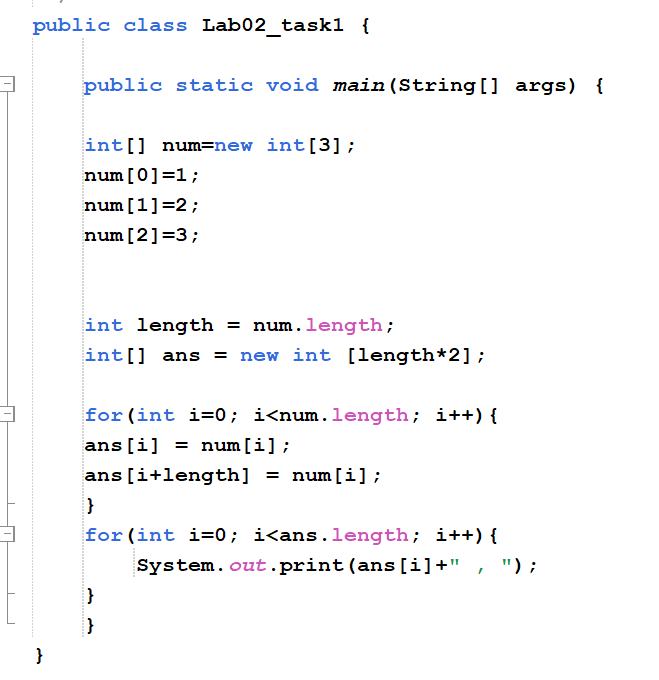 public class Lab02_task1 {
public static void main(String[] args) {
int[] num=new int[3];
num[0]=1;
num[1]=2;
num[2]=3;
int length = num.length;
int[] ans = new int [length*2];
for(int i=0; i<num.length; i++){
ans[i] = num[i];
ans[i+length] = num[i];
}
for(int i=0; i<ans.length; i++){
System.out.print(ans[i]+" , ");
}
}
}